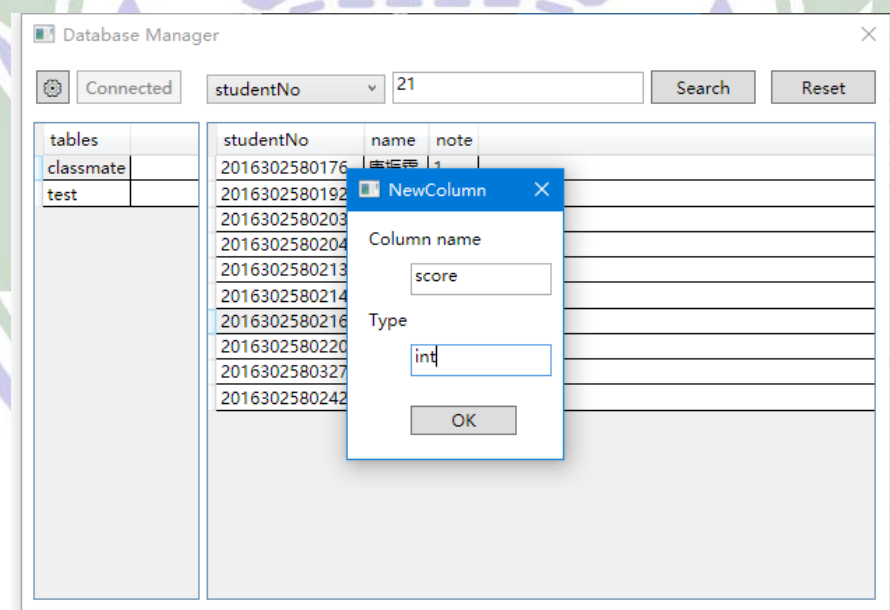 Database Manager
Connected studentNo 21 Search Reset
tables
classmate
test
studentNo name note
2016302580176 1
2016302580192
2016302580203
2016302580204
2016302580213
2016302580214
2016302580216
2016302580220
2016302580327
2016302580242
NewColumn
Column name
score
Type
int
OK